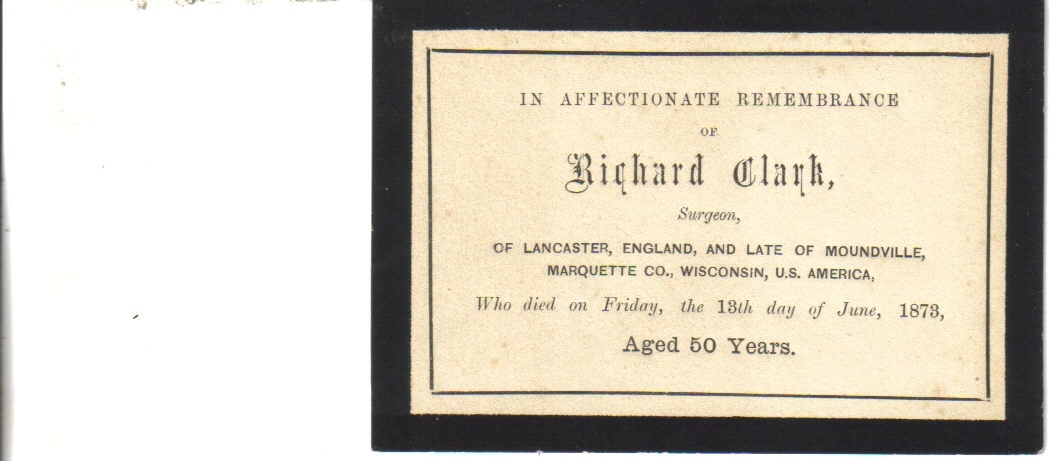 IN AFFECTIONATE REMEMBRANCE
OF
Richard Clark,
Surgeon,
OF LANCASTER, ENGLAND, AND LATE OF MOUNDVILLE,
MARQUETTE CO., WISCONSIN, U.S. AMERICA,
Who died on Friday, the 13th day of June, 1873,
Aged 50 Years.